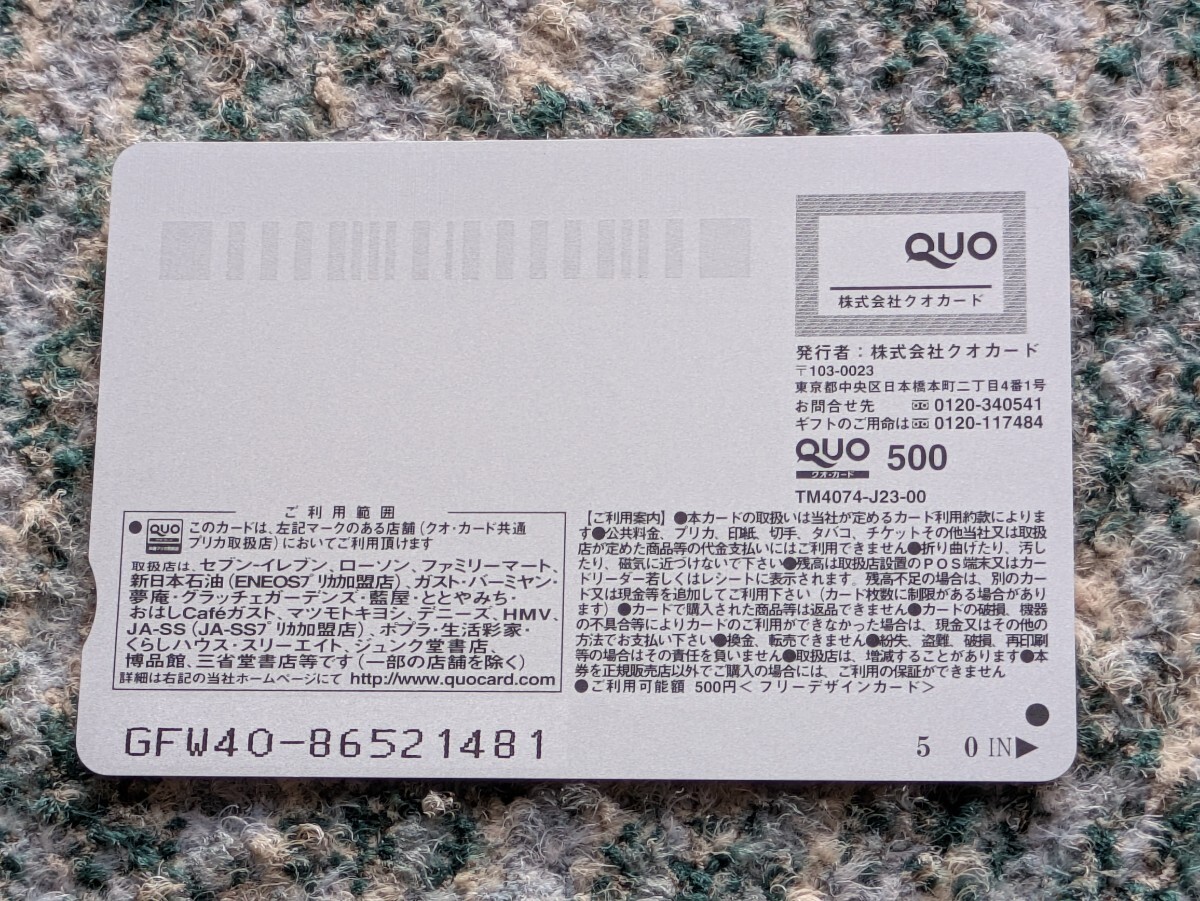 QUO
株式会社クオカード
発行者：株式会社クオカード
〒103-0023
東京都中央区日本橋本町二丁目4番1号
お問合せ先 0120-340541
ギフトのご用命は 0120-117484
QUO 500
クオ・カード
TM4074-J23-00
ご利用範囲
●QUO このカードは、左記マークのある店舗（クオ・カード共通
プリカ取扱店）においてご利用頂けます
取扱店は、セブン-イレブン、ローソン、ファミリーマート、
新日本石油（ENEOSプリカ加盟店）、ガスト・バーミヤン・
夢庵・グラッチェガーデンズ・藍屋・ととやみち・
おはしCaféガスト、マツモトキヨシ、デニーズ、HMV、
JA-SS（JA-SSプリカ加盟店）、ポプラ・生活彩家・
くらしハウス・スリーエイト、ジュンク堂書店、
博品館、三省堂書店等です（一部の店舗を除く）
詳細は右記の当社ホームページにて http://www.quocard.com
【ご利用案内】●本カードの取扱いは当社が定めるカード利用約款によりま
す●公共料金、プリカ、印紙、切手、タバコ、チケットその他当社又は取扱
店が定めた商品等の代金支払いにはご利用できません●折り曲げたり、汚し
たり、磁気に近づけないで下さい●残高は取扱店設置のPOS端末又はカー
ドリーダー若しくはレシートに表示されます。残高不足の場合は、別のカー
ド又は現金等を追加してご利用下さい（カード枚数に制限がある場合があり
ます）●カードで購入された商品等は返品できません●カードの破損、機器
の不具合等によりカードのご利用ができなかった場合は、現金又はその他の
方法でお支払い下さい●換金、転売できません●紛失、盗難、破損、再印刷
等の場合はその責任を負いません●取扱店は、増減することがあります●本
券を正規販売店以外でご購入の場合には、ご利用の保証ができません
●ご利用可能額 500円＜フリーデザインカード＞
GFW40-86521481
5 0 IN▶